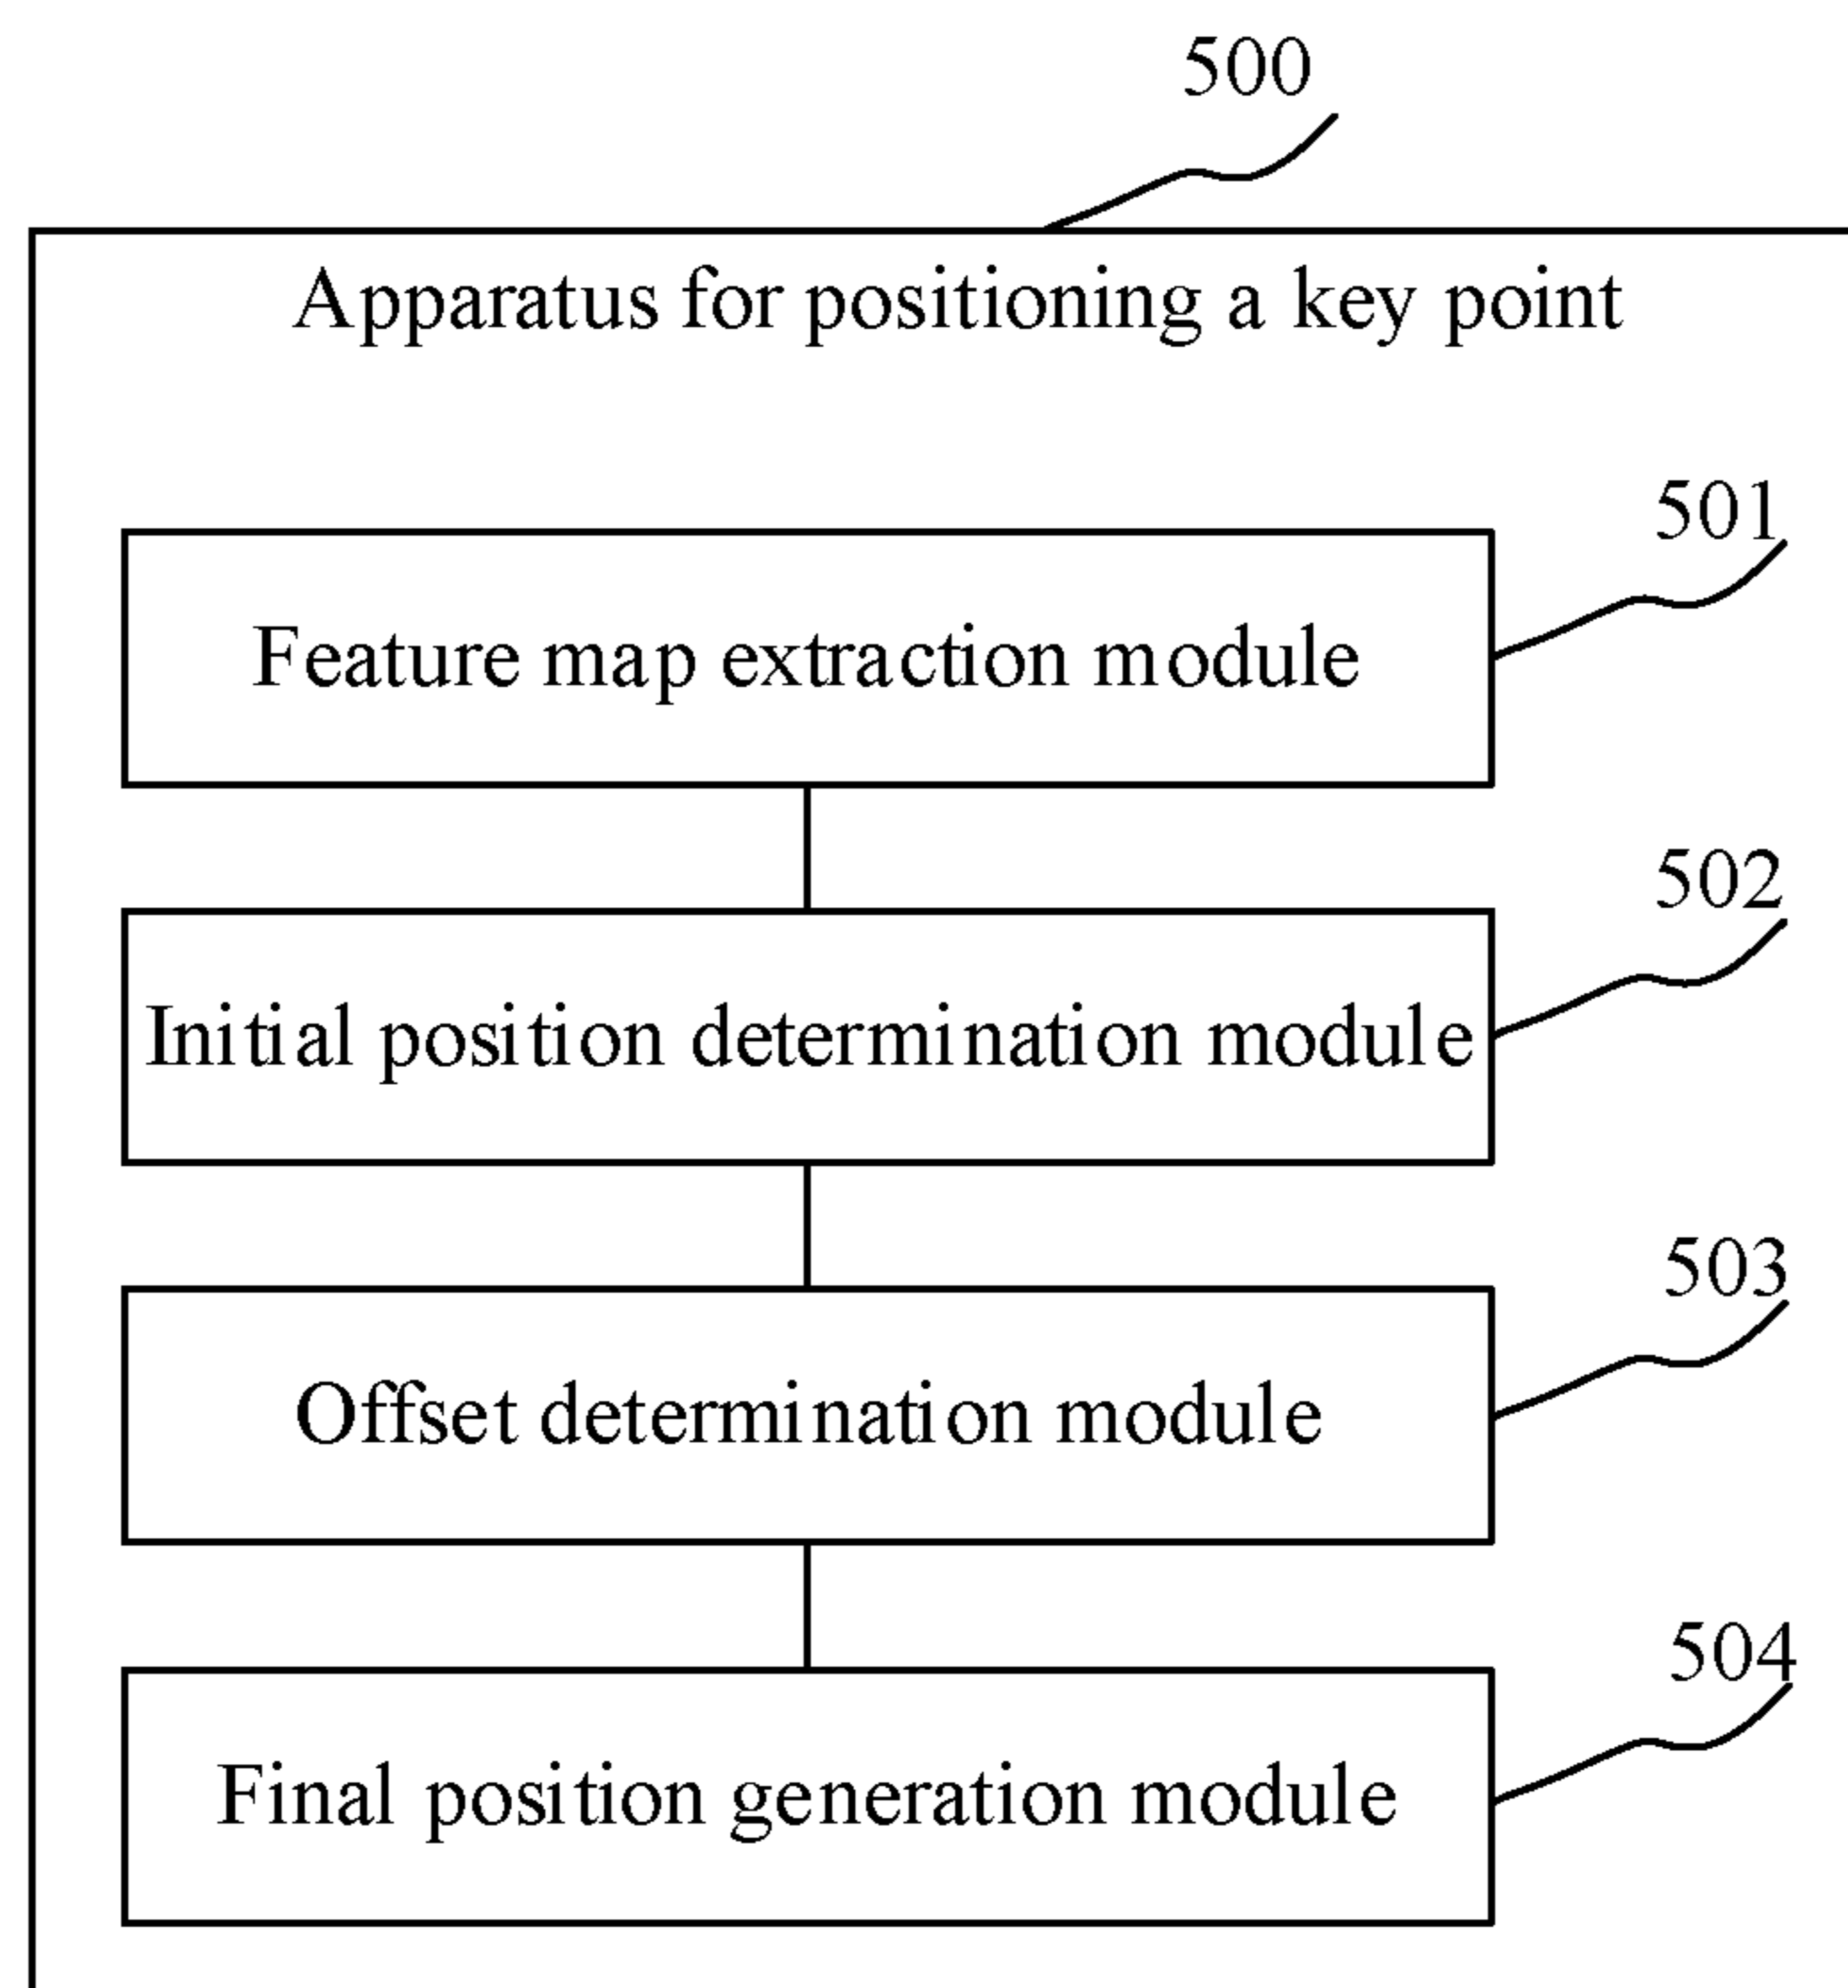 500
Apparatus for positioning a key point
501
Feature map extraction module
502
Initial position determination module
503
Offset determination module
504
Final position generation module